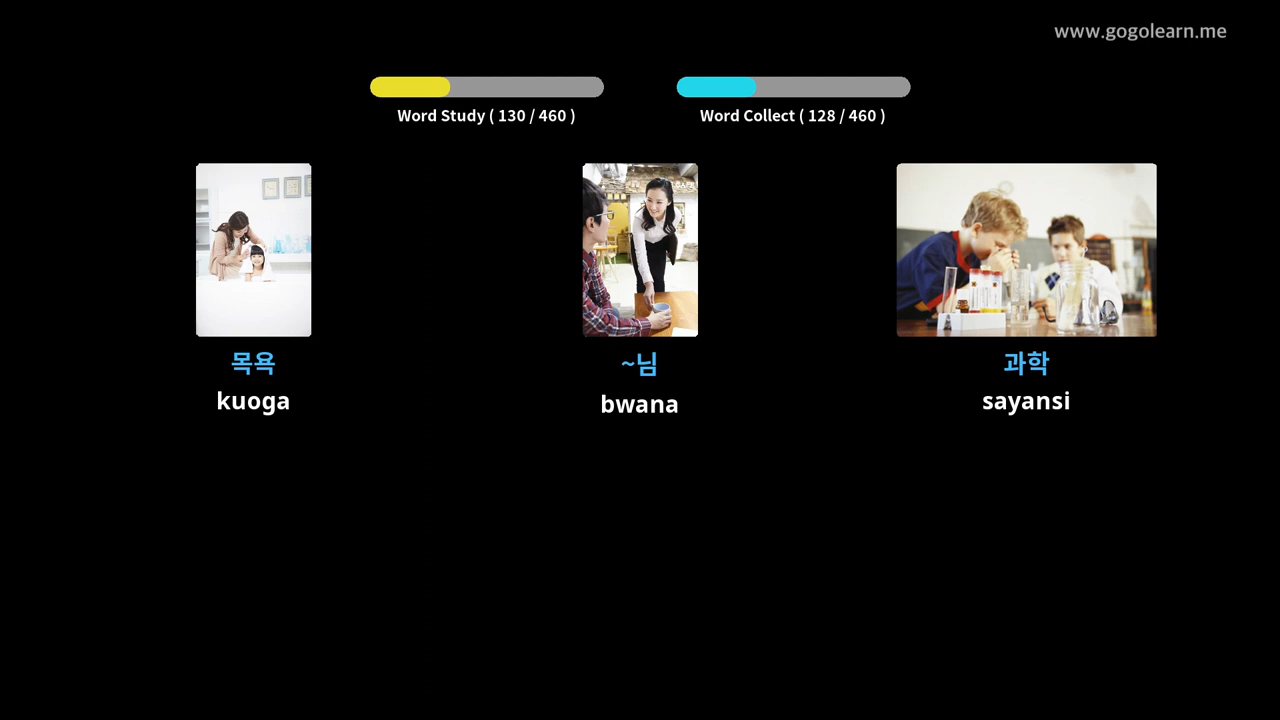 www.gogolearn.me
Word Study ( 130 / 460 )
Word Collect ( 128 / 460 )
목욕
~님
과학
kuoga
bwana
sayansi